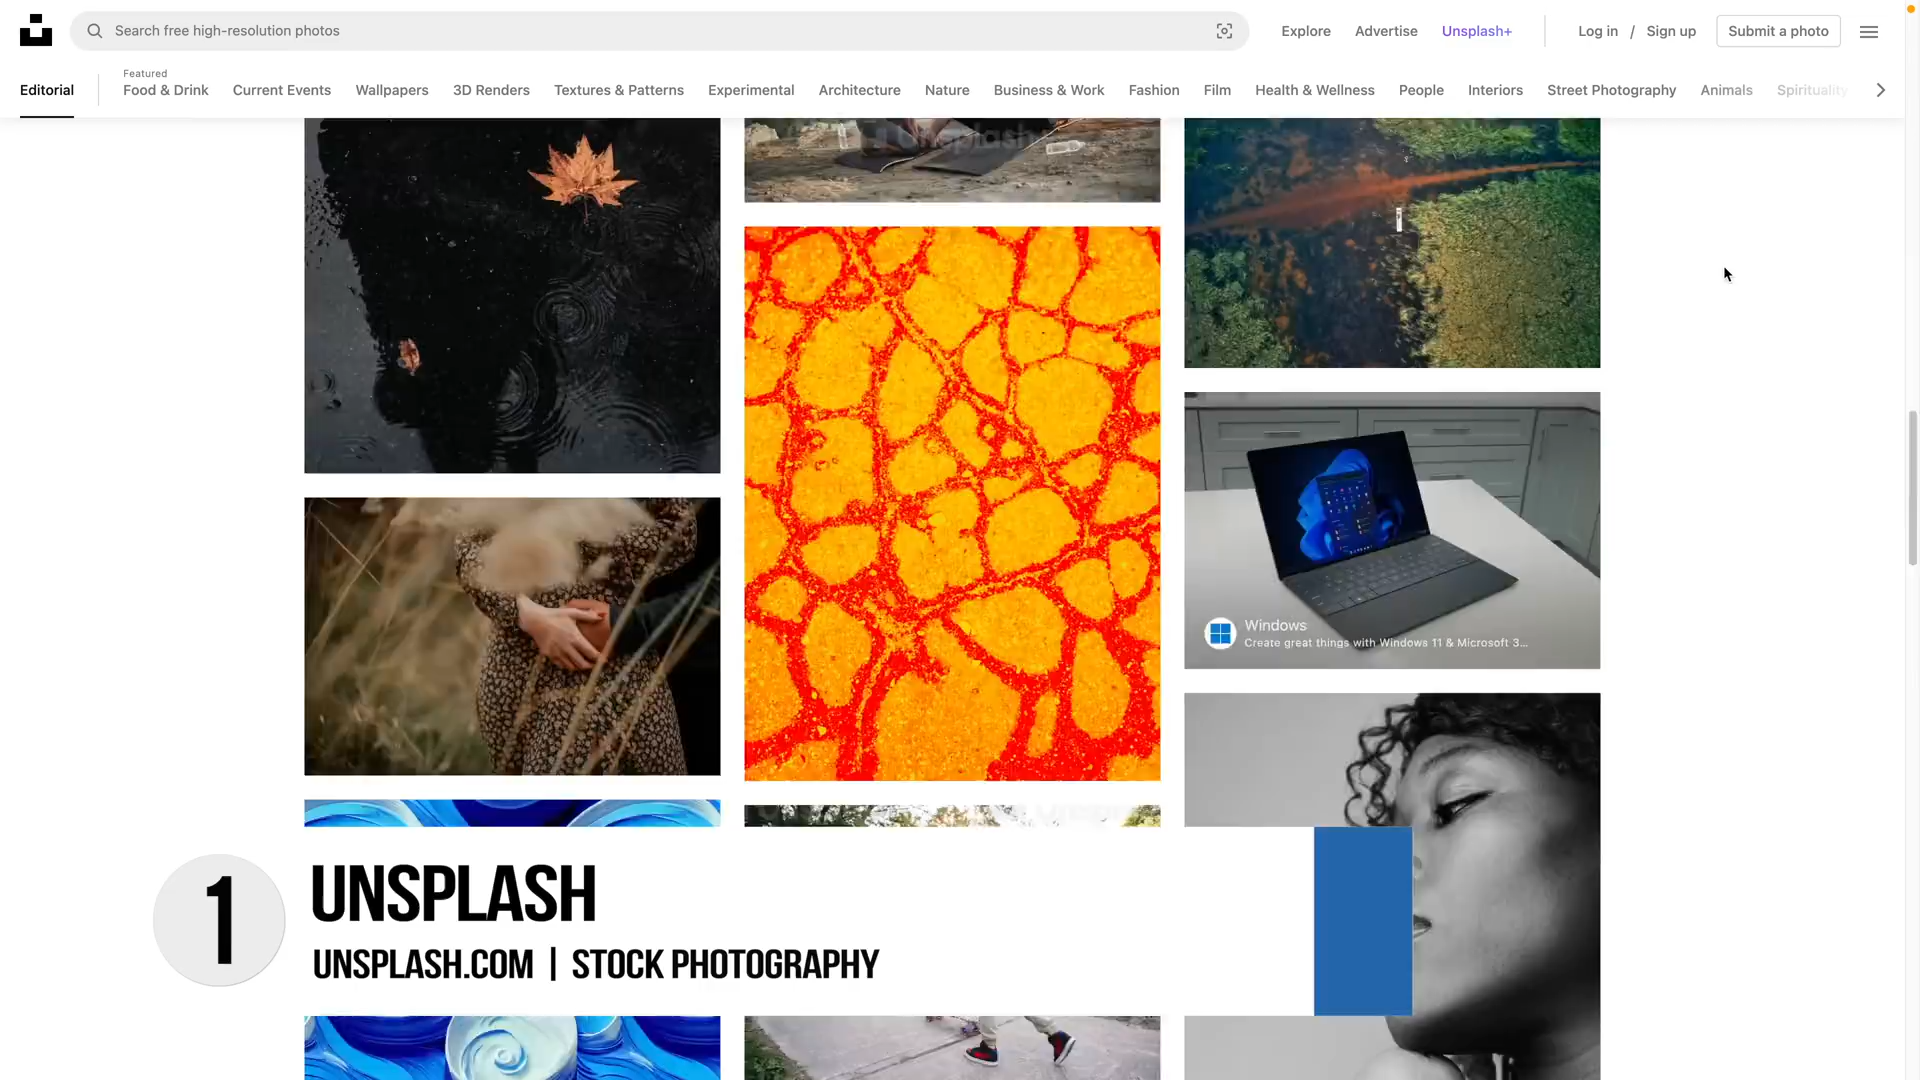 Search free high-resolution photos
Explore
Advertise
Unsplash+
Log in / Sign up
Submit a photo
Editorial
Featured
Food & Drink
Current Events
Wallpapers
3D Renders
Textures & Patterns
Experimental
Architecture
Nature
Business & Work
Fashion
Film
Health & Wellness
People
Interiors
Street Photography
Animals
Spirituality
Unsplash+
Windows
Create great things with Windows 11 & Microsoft 3...
1
UNSPLASH
UNSPLASH.COM | STOCK PHOTOGRAPHY